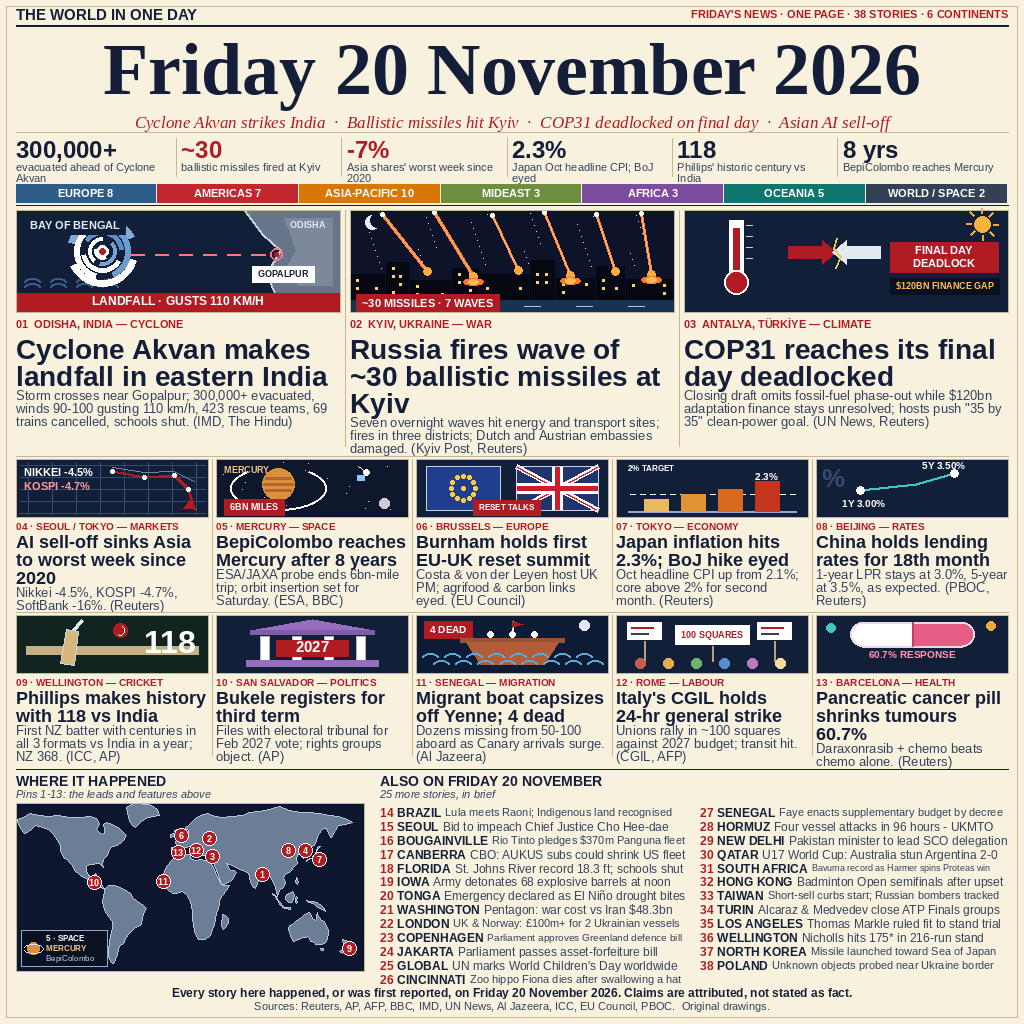 THE WORLD IN ONE DAY
FRIDAY'S NEWS · ONE PAGE · 38 STORIES · 6 CONTINENTS
Friday 20 November 2026
Cyclone Akvan strikes India · Ballistic missiles hit Kyiv · COP31 deadlocked on final day · Asian AI sell-off
300,000+
evacuated ahead of Cyclone
Akvan
~30
ballistic missiles fired at Kyiv
-7%
Asia shares' worst week since
2020
2.3%
Japan Oct headline CPI; BoJ
eyed
118
Phillips' historic century vs
India
8 yrs
BepiColombo reaches Mercury
EUROPE 8
AMERICAS 7
ASIA-PACIFIC 10
MIDEAST 3
AFRICA 3
OCEANIA 5
WORLD / SPACE 2
BAY OF BENGAL
ODISHA
GOPALPUR
LANDFALL · GUSTS 110 KM/H
~30 MISSILES · 7 WAVES
FINAL DAY
DEADLOCK
$120BN FINANCE GAP
01 ODISHA, INDIA — CYCLONE
Cyclone Akvan makes
landfall in eastern India
Storm crosses near Gopalpur; 300,000+ evacuated,
winds 90-100 gusting 110 km/h, 423 rescue teams, 69
trains cancelled, schools shut. (IMD, The Hindu)
02 KYIV, UKRAINE — WAR
Russia fires wave of
~30 ballistic missiles at
Kyiv
Seven overnight waves hit energy and transport sites;
fires in three districts; Dutch and Austrian embassies
damaged. (Kyiv Post, Reuters)
03 ANTALYA, TÜRKİYE — CLIMATE
COP31 reaches its final
day deadlocked
Closing draft omits fossil-fuel phase-out while $120bn
adaptation finance stays unresolved; hosts push "35 by
35" clean-power goal. (UN News, Reuters)
NIKKEI -4.5%
KOSPI -4.7%
04 · SEOUL / TOKYO — MARKETS
AI sell-off sinks Asia
to worst week since
2020
Nikkei -4.5%, KOSPI -4.7%,
SoftBank -16%. (Reuters)
MERCURY
6BN MILES
05 · MERCURY — SPACE
BepiColombo reaches
Mercury after 8 years
ESA/JAXA probe ends 6bn-mile
trip; orbit insertion set for
Saturday. (ESA, BBC)
RESET TALKS
06 · BRUSSELS — EUROPE
Burnham holds first
EU-UK reset summit
Costa & von der Leyen host UK
PM; agrifood & carbon links
eyed. (EU Council)
2% TARGET
2.3%
07 · TOKYO — ECONOMY
Japan inflation hits
2.3%; BoJ hike eyed
Oct headline CPI up from 2.1%;
core above 2% for second
month. (Reuters)
%
5Y 3.50%
1Y 3.00%
08 · BEIJING — RATES
China holds lending
rates for 18th month
1-year LPR stays at 3.0%, 5-year
at 3.5%, as expected. (PBOC,
Reuters)
118
09 · WELLINGTON — CRICKET
Phillips makes history
with 118 vs India
First NZ batter with centuries in
all 3 formats vs India in a year;
NZ 368. (ICC, AP)
2027
10 · SAN SALVADOR — POLITICS
Bukele registers for
third term
Files with electoral tribunal for
Feb 2027 vote; rights groups
object. (AP)
4 DEAD
11 · SENEGAL — MIGRATION
Migrant boat capsizes
off Yenne; 4 dead
Dozens missing from 50-100
aboard as Canary arrivals surge.
(Al Jazeera)
100 SQUARES
12 · ROME — LABOUR
Italy's CGIL holds
24-hr general strike
Unions rally in ~100 squares
against 2027 budget; transit hit.
(CGIL, AFP)
60.7% RESPONSE
13 · BARCELONA — HEALTH
Pancreatic cancer pill
shrinks tumours
60.7%
Daraxonrasib + chemo beats
chemo alone. (Reuters)
WHERE IT HAPPENED
Pins 1-13: the leads and features above
6
2
13
12
3
8
4
7
1
10
11
9
5 · SPACE
MERCURY
BepiColombo
ALSO ON FRIDAY 20 NOVEMBER
25 more stories, in brief
14 BRAZIL Lula meets Raoni; Indigenous land recognised
15 SEOUL Bid to impeach Chief Justice Cho Hee-dae
16 BOUGAINVILLE Rio Tinto pledges $370m Panguna fleet
17 CANBERRA CBO: AUKUS subs could shrink US fleet
18 FLORIDA St. Johns River record 18.3 ft; schools shut
19 IOWA Army detonates 68 explosive barrels at noon
20 TONGA Emergency declared as El Niño drought bites
21 WASHINGTON Pentagon: war cost vs Iran $48.3bn
22 LONDON UK & Norway: £100m+ for 2 Ukrainian vessels
23 COPENHAGEN Parliament approves Greenland defence bill
24 JAKARTA Parliament passes asset-forfeiture bill
25 GLOBAL UN marks World Children's Day worldwide
26 CINCINNATI Zoo hippo Fiona dies after swallowing a hat
27 SENEGAL Faye enacts supplementary budget by decree
28 HORMUZ Four vessel attacks in 96 hours - UKMTO
29 NEW DELHI Pakistan minister to lead SCO delegation
30 QATAR U17 World Cup: Australia stun Argentina 2-0
31 SOUTH AFRICA Bavuma record as Harmer spins Proteas win
32 HONG KONG Badminton Open semifinals after upset
33 TAIWAN Short-sell curbs start; Russian bombers tracked
34 TURIN Alcaraz & Medvedev close ATP Finals groups
35 LOS ANGELES Thomas Markle ruled fit to stand trial
36 WELLINGTON Nicholls hits 175* in 216-run stand
37 NORTH KOREA Missile launched toward Sea of Japan
38 POLAND Unknown objects probed near Ukraine border
Every story here happened, or was first reported, on Friday 20 November 2026. Claims are attributed, not stated as fact.
Sources: Reuters, AP, AFP, BBC, IMD, UN News, Al Jazeera, ICC, EU Council, PBOC. Original drawings.